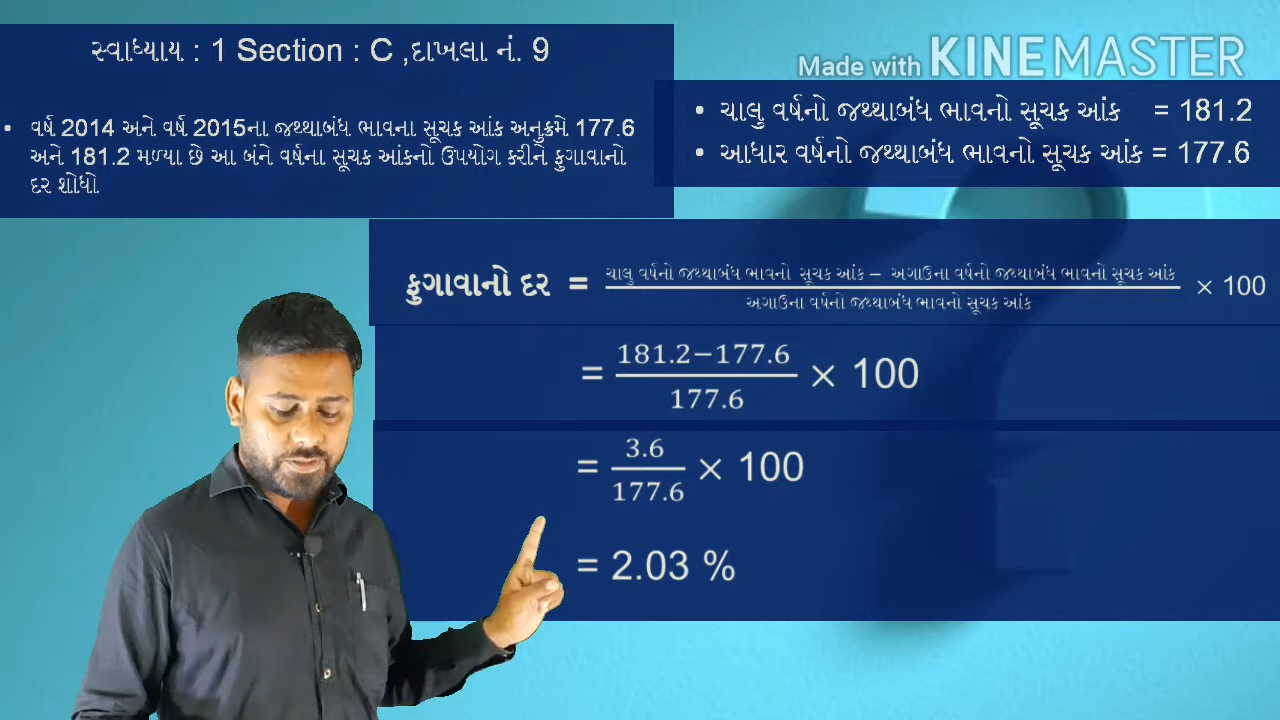 સ્વાધ્યાય : 1 Section : C ,દાખલા નં. 9
Made with KINEMASTER
• વર્ષ 2014 અને વર્ષ 2015ના જથ્થાબંધ ભાવના સૂચક આંક અનુક્રમે 177.6
અને 181.2 મળ્યા છે આ બંને વર્ષના સૂચક આંકનો ઉપયોગ કરીને ફુગાવાનો
દર શોધો
• ચાલુ વર્ષનો જથ્થાબંધ ભાવનો સૂચક આંક = 181.2
• આધાર વર્ષનો જથ્થાબંધ ભાવનો સૂચક આંક = 177.6
ચાલુ વર્ષનો જથ્થાબંધ ભાવનો સૂચક આંક – અગાઉના વર્ષનો જથ્થાબંધ ભાવનો સૂચક આંક
ફુગાવાનો દર = × 100
અગાઉના વર્ષનો જથ્થાબંધ ભાવનો સૂચક આંક
181.2−177.6
= × 100
177.6
3.6
= × 100
177.6
= 2.03 %